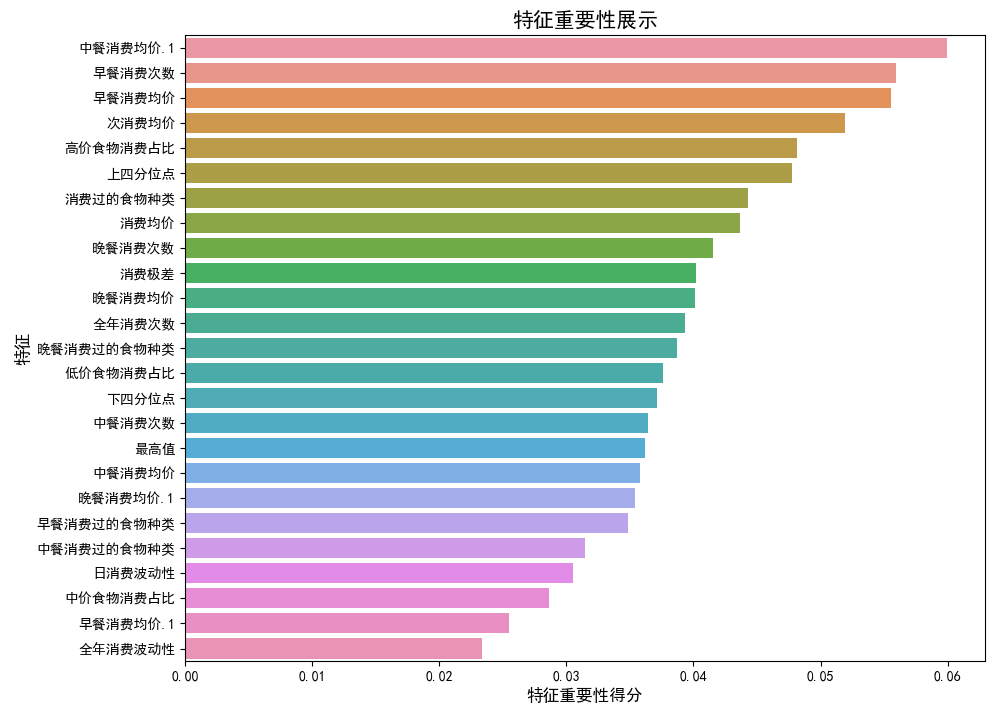 特征重要性展示
特征
中餐消费均价.1
早餐消费次数
早餐消费均价
次消费均价
高价食物消费占比
上四分位点
消费过的食物种类
消费均价
晚餐消费次数
消费极差
晚餐消费均价
全年消费次数
晚餐消费过的食物种类
低价食物消费占比
下四分位点
中餐消费次数
最高值
中餐消费均价
晚餐消费均价.1
早餐消费过的食物种类
中餐消费过的食物种类
日消费波动性
中价食物消费占比
早餐消费均价.1
全年消费波动性
0.00 0.01 0.02 0.03 0.04 0.05 0.06
特征重要性得分